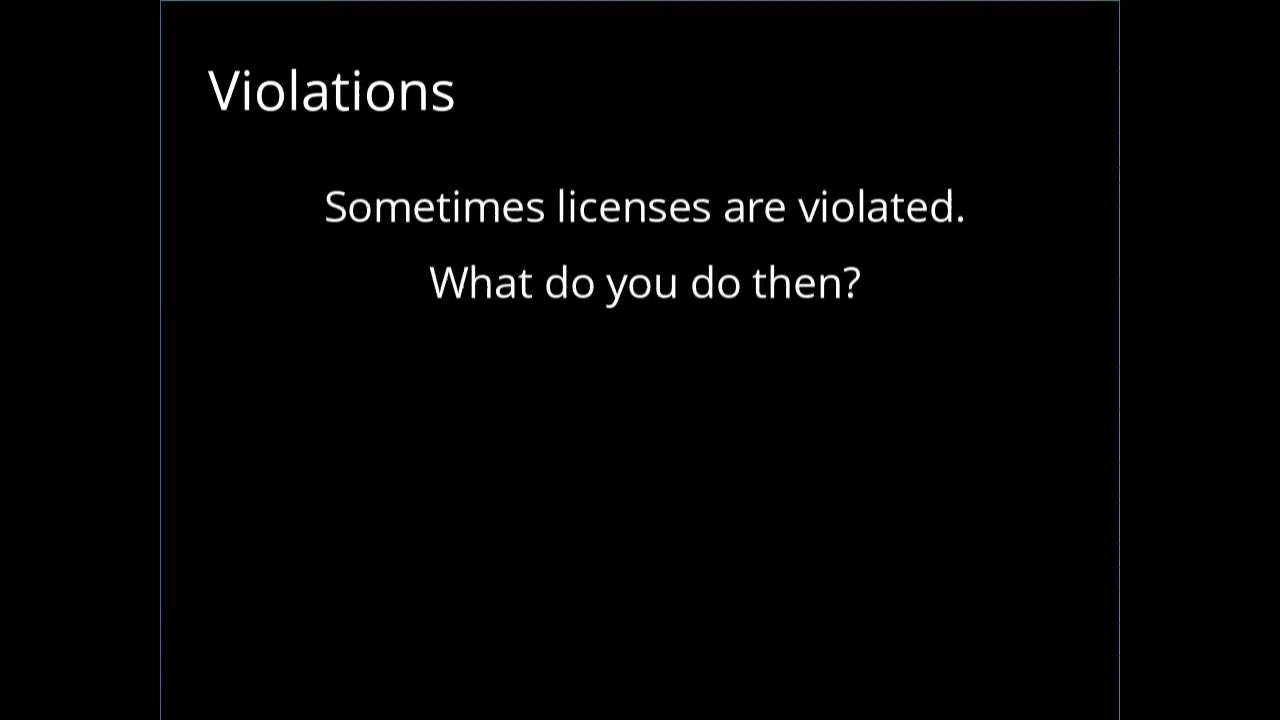 Violations
Sometimes licenses are violated.
What do you do then?